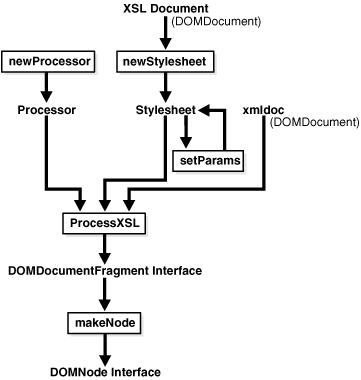 XSL Document
(DOMDocument)
newProcessor
newStylesheet
Processor
Stylesheet
xmldoc
(DOMDocument)
setParams
ProcessXSL
DOMDocumentFragment Interface
makeNode
DOMNode Interface